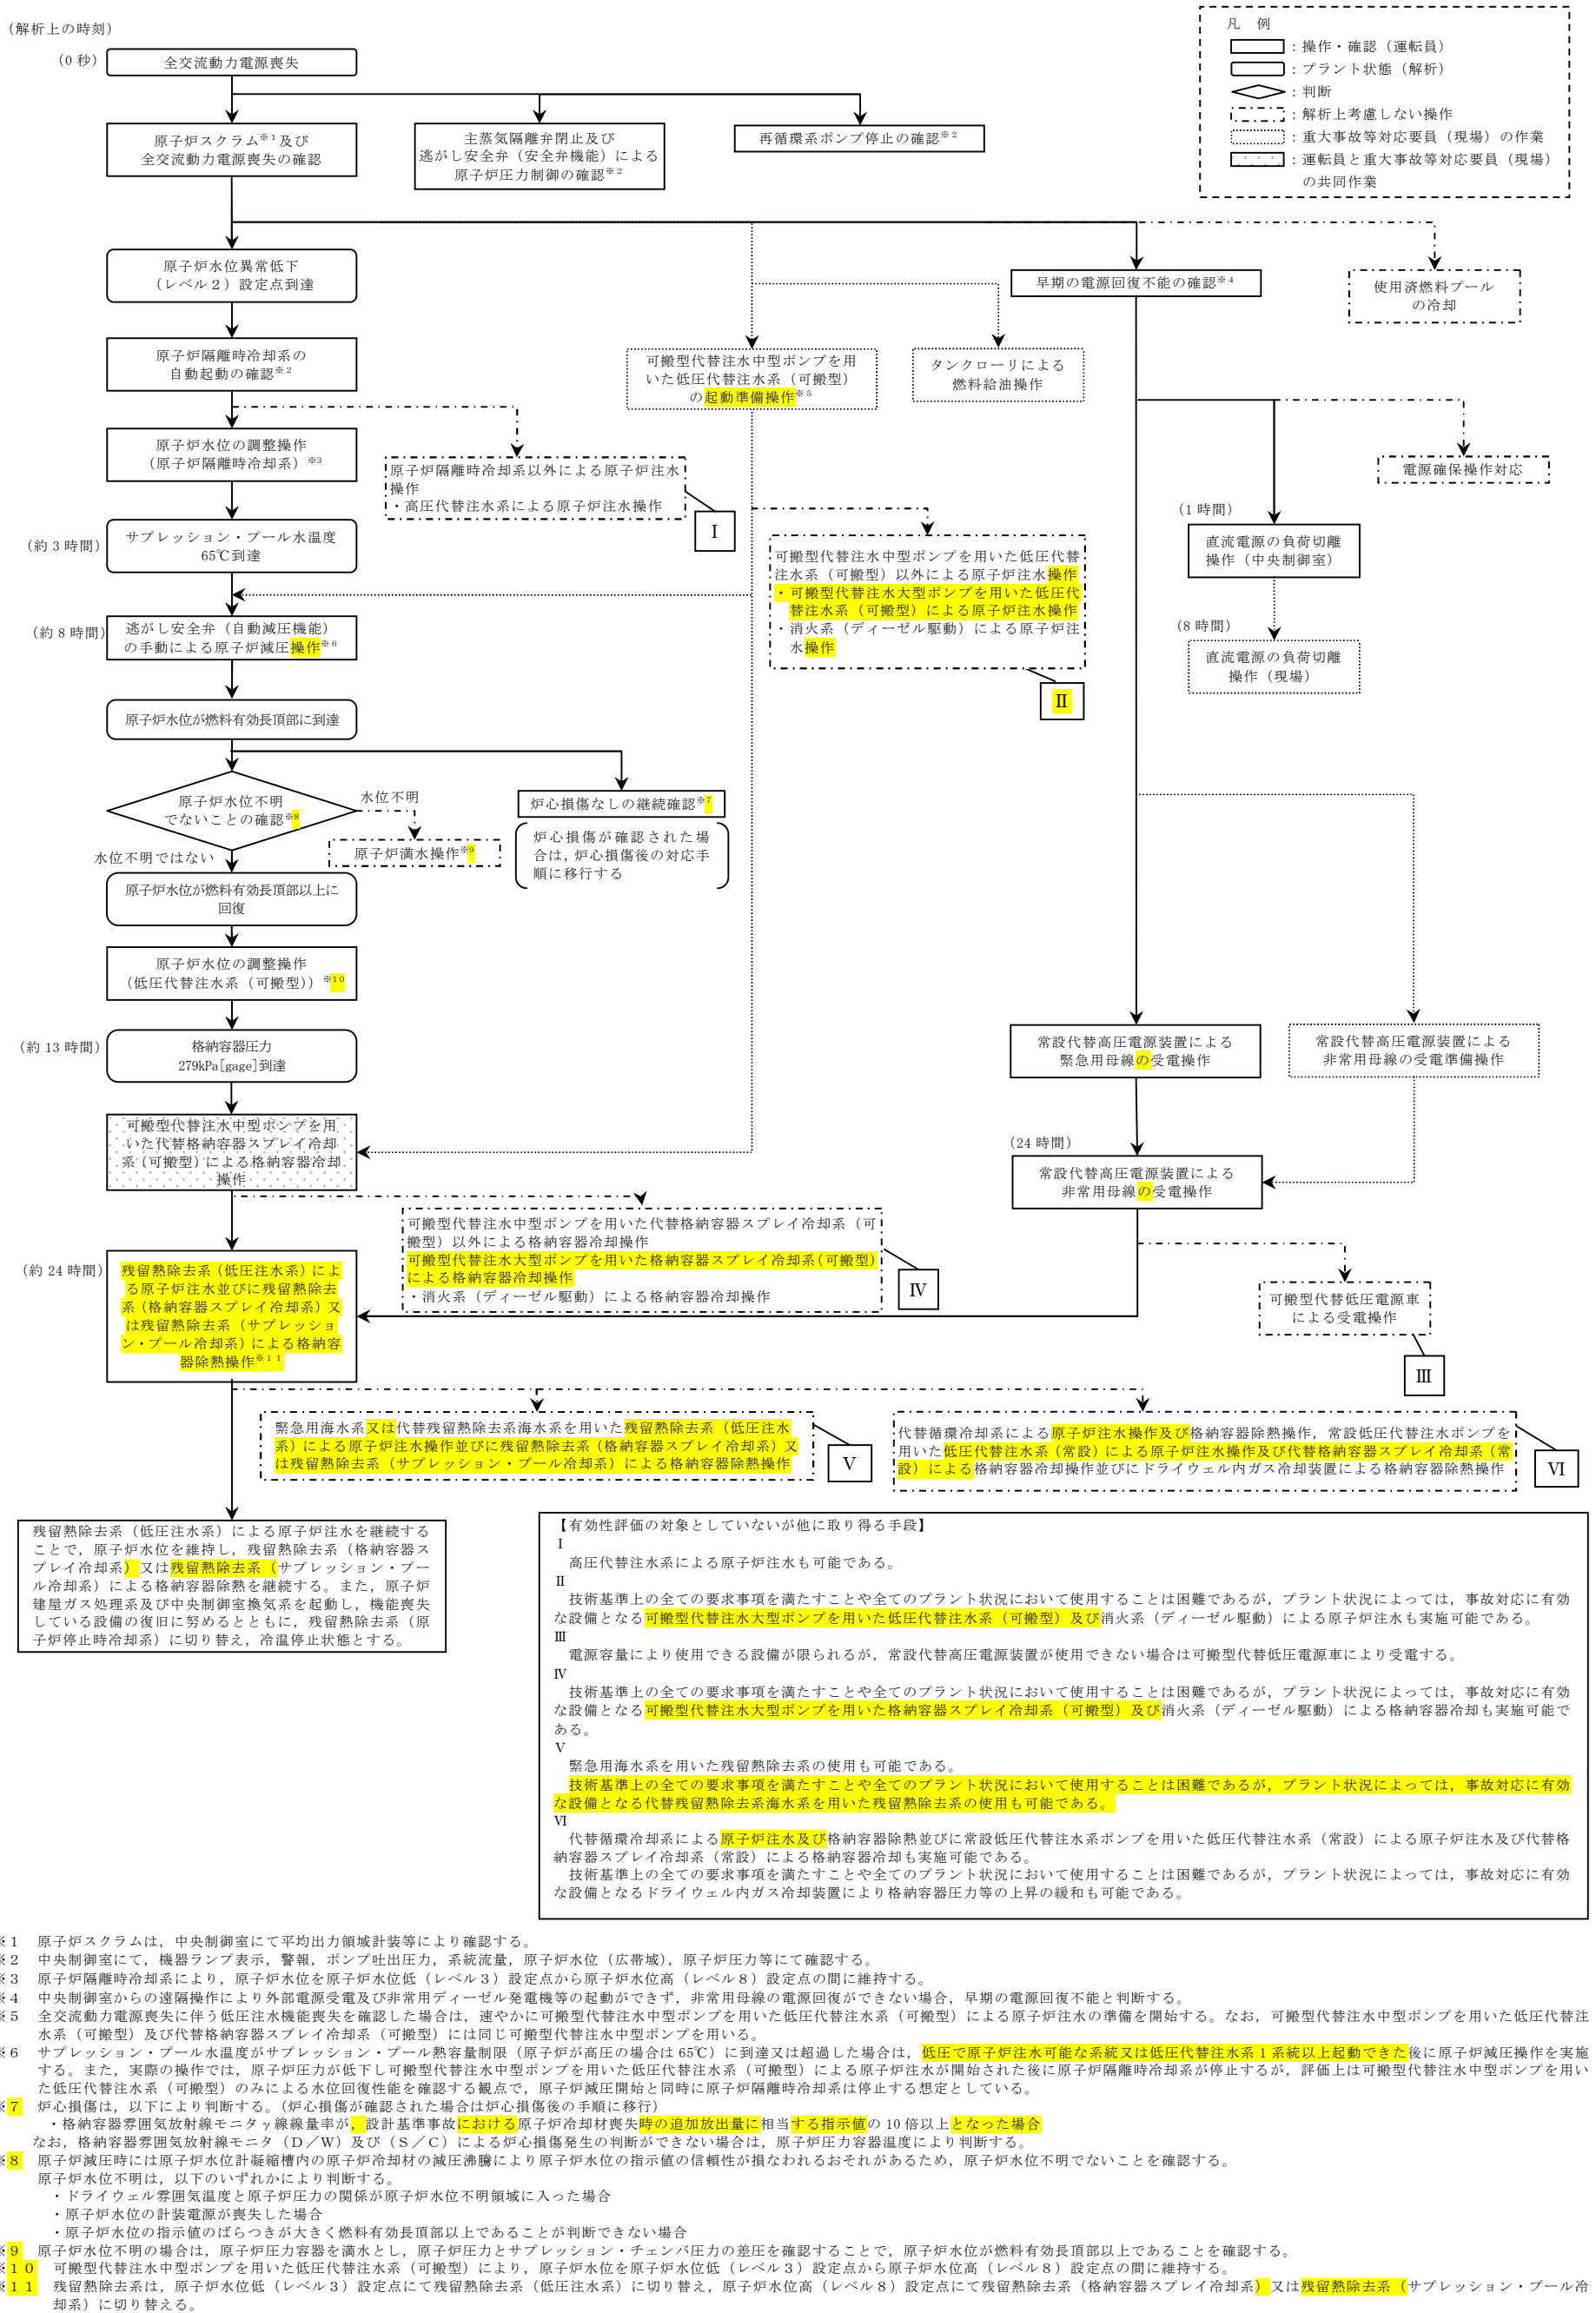 （解析上の時刻）
凡　例
：操作・確認（運転員）
：プラント状態（解析）
：判断
：解析上考慮しない操作
：重大事故等対応要員（現場）の作業
：運転員と重大事故等対応要員（現場）
の共同作業
（0 秒）
全交流動力電源喪失
原子炉スクラム※１及び
全交流動力電源喪失の確認
主蒸気隔離弁閉止及び
逃がし安全弁（安全弁機能）による
原子炉圧力制御の確認※２
再循環系ポンプ停止の確認※２
原子炉水位異常低下
（レベル２）設定点到達
早期の電源回復不能の確認※４
使用済燃料プール
の冷却
原子炉隔離時冷却系の
自動起動の確認※２
可搬型代替注水中型ポンプを用
いた低圧代替注水系（可搬型）
の起動準備操作※５
タンクローリによる
燃料給油操作
原子炉水位の調整操作
（原子炉隔離時冷却系）※３
原子炉隔離時冷却系以外による原子炉注水
操作
・高圧代替注水系による原子炉注水操作
Ⅰ
電源確保操作対応
（約 3 時間）
サプレッション・プール水温度
65℃到達
（1 時間）
直流電源の負荷切離
操作（中央制御室）
可搬型代替注水中型ポンプを用いた低圧代替
注水系（可搬型）以外による原子炉注水操作
・可搬型代替注水大型ポンプを用いた低圧代
替注水系（可搬型）による原子炉注水操作
・消火系（ディーゼル駆動）による原子炉注
水操作
Ⅱ
（約 8 時間）
逃がし安全弁（自動減圧機能）
の手動による原子炉減圧操作※６
（8 時間）
直流電源の負荷切離
操作（現場）
原子炉水位が燃料有効長頂部に到達
原子炉水位不明
でないことの確認※8
水位不明
水位不明ではない
原子炉満水操作※9
炉心損傷なしの継続確認※7
炉心損傷が確認された場
合は，炉心損傷後の対応手
順に移行する
原子炉水位が燃料有効長頂部以上に
回復
原子炉水位の調整操作
（低圧代替注水系（可搬型））※１０
（約 13 時間）
格納容器圧力
279kPa[gage]到達
常設代替高圧電源装置による
緊急用母線の受電操作
常設代替高圧電源装置による
非常用母線の受電準備操作
可搬型代替注水中型ポンプを用
いた代替格納容器スプレイ冷却
系（可搬型）による格納容器冷却
操作
（24 時間）
常設代替高圧電源装置による
非常用母線の受電操作
可搬型代替注水中型ポンプを用いた代替格納容器スプレイ冷却系（可
搬型）以外による格納容器冷却操作
可搬型代替注水大型ポンプを用いた格納容器スプレイ冷却系（可搬型）
による格納容器冷却操作
・消火系（ディーゼル駆動）による格納容器冷却操作
Ⅳ
（約 24 時間）
残留熱除去系（低圧注水系）によ
る原子炉注水並びに残留熱除去
系（格納容器スプレイ冷却系）又
は残留熱除去系（サプレッショ
ン・プール冷却系）による格納容
器除熱操作※１１
可搬型代替低圧電源車
による受電操作
Ⅲ
緊急用海水系又は代替残留熱除去系海水系を用いた残留熱除去系（低圧注水
系）による原子炉注水操作並びに残留熱除去系（格納容器スプレイ冷却系）又
は残留熱除去系（サプレッション・プール冷却系）による格納容器除熱操作
Ⅴ
代替循環冷却系による原子炉注水操作及び格納容器除熱操作，常設低圧代替注水系ポンプを
用いた低圧代替注水系（常設）による原子炉注水操作及び代替格納容器スプレイ冷却系（常
設）による格納容器冷却操作並びにドライウェル内ガス冷却装置による格納容器除熱操作
Ⅵ
残留熱除去系（低圧注水系）による原子炉注水を継続する
ことで，原子炉水位を維持し，残留熱除去系（格納容器ス
プレイ冷却系）又は残留熱除去系（サプレッション・プー
ル冷却系）による格納容器除熱を継続する。また，原子炉
建屋ガス処理系及び中央制御室換気系を起動し，機能喪失
している設備の復旧に努めるとともに，残留熱除去系（原
子炉停止時冷却系）に切り替え，冷温停止状態とする。
【有効性評価の対象としていないが他に取り得る手段】
Ⅰ
高圧代替注水系による原子炉注水も可能である。
Ⅱ
技術基準上の全ての要求事項を満たすことや全てのプラント状況において使用することは困難であるが，プラント状況によっては，事故対応に有効
な設備となる可搬型代替注水大型ポンプを用いた低圧代替注水系（可搬型）及び消火系（ディーゼル駆動）による原子炉注水も実施可能である。
Ⅲ
電源容量により使用できる設備が限られるが，常設代替高圧電源装置が使用できない場合は可搬型代替低圧電源車により受電する。
Ⅳ
技術基準上の全ての要求事項を満たすことや全てのプラント状況において使用することは困難であるが，プラント状況によっては，事故対応に有効
な設備となる可搬型代替注水大型ポンプを用いた格納容器スプレイ冷却系（可搬型）及び消火系（ディーゼル駆動）による格納容器冷却も実施可能で
ある。
Ⅴ
緊急用海水系を用いた残留熱除去系の使用も可能である。
技術基準上の全ての要求事項を満たすことや全てのプラント状況において使用することは困難であるが，プラント状況によっては，事故対応に有効
な設備となる代替残留熱除去系海水系を用いた残留熱除去系の使用も可能である。
Ⅵ
代替循環冷却系による原子炉注水及び格納容器除熱並びに常設低圧代替注水系ポンプを用いた低圧代替注水系（常設）による原子炉注水及び代替格
納容器スプレイ冷却系（常設）による格納容器冷却も実施可能である。
技術基準上の全ての要求事項を満たすことや全てのプラント状況において使用することは困難であるが，プラント状況によっては，事故対応に有効
な設備となるドライウェル内ガス冷却装置により格納容器圧力等の上昇の緩和も可能である。
※１　原子炉スクラムは，中央制御室にて平均出力領域計装等により確認する。
※２　中央制御室にて，機器ランプ表示，警報，ポンプ吐出圧力，系統流量，原子炉水位（広帯域），原子炉圧力等にて確認する。
※３　原子炉隔離時冷却系により，原子炉水位を原子炉水位低（レベル３）設定点から原子炉水位高（レベル８）設定点の間に維持する。
※４　中央制御室からの遠隔操作により外部電源受電及び非常用ディーゼル発電機等の起動ができず，非常用母線の電源回復ができない場合，早期の電源回復不能と判断する。
※５　全交流動力電源喪失に伴う低圧注水機能喪失を確認した場合は，速やかに可搬型代替注水中型ポンプを用いた低圧代替注水系（可搬型）による原子炉注水の準備を開始する。なお，可搬型代替注水中型ポンプを用いた低圧代替注
水系（可搬型）及び代替格納容器スプレイ冷却系（可搬型）には同じ可搬型代替注水中型ポンプを用いる。
※６　サプレッション・プール水温度がサプレッション・プール熱容量制限（原子炉が高圧の場合は 65℃）に到達又は超過した場合は，低圧で原子炉注水可能な系統又は低圧代替注水系１系統以上起動できた後に原子炉減圧操作を実施
する。また，実際の操作では，原子炉圧力が低下し可搬型代替注水中型ポンプを用いた低圧代替注水系（可搬型）による原子炉注水が開始された後に原子炉隔離時冷却系が停止するが，評価上は可搬型代替注水中型ポンプを用い
た低圧代替注水系（可搬型）のみによる水位回復性能を確認する観点で，原子炉減圧開始と同時に原子炉隔離時冷却系は停止する想定としている。
※７　炉心損傷は，以下により判断する。（炉心損傷が確認された場合は炉心損傷後の手順に移行）
・格納容器雰囲気放射線モニタγ線線量率が，設計基準事故における原子炉冷却材喪失時の追加放出量に相当する指示値の 10 倍以上となった場合
なお，格納容器雰囲気放射線モニタ（Ｄ／Ｗ）及び（Ｓ／Ｃ）による炉心損傷発生の判断ができない場合は，原子炉圧力容器温度により判断する。
※８　原子炉減圧時には原子炉水位計凝縮槽内の原子炉冷却材の減圧沸騰により原子炉水位の指示値の信頼性が損なわれるおそれがあるため，原子炉水位不明でないことを確認する。
原子炉水位不明は，以下のいずれかにより判断する。
・ドライウェル雰囲気温度と原子炉圧力の関係が原子炉水位不明領域に入った場合
・原子炉水位の計装電源が喪失した場合
・原子炉水位の指示値のばらつきが大きく燃料有効長頂部以上であることが判断できない場合
※９　原子炉水位不明の場合は，原子炉圧力容器を満水とし，原子炉圧力とサプレッション・チェンバ圧力の差圧を確認することで，原子炉水位が燃料有効長頂部以上であることを確認する。
※１０　可搬型代替注水中型ポンプを用いた低圧代替注水系（可搬型）により，原子炉水位を原子炉水位低（レベル３）設定点から原子炉水位高（レベル８）設定点の間に維持する。
※１１　残留熱除去系は，原子炉水位低（レベル３）設定点にて残留熱除去系（低圧注水系）に切り替え，原子炉水位高（レベル８）設定点にて残留熱除去系（格納容器スプレイ冷却系）又は残留熱除去系（サプレッション・プール冷
却系）に切り替える。